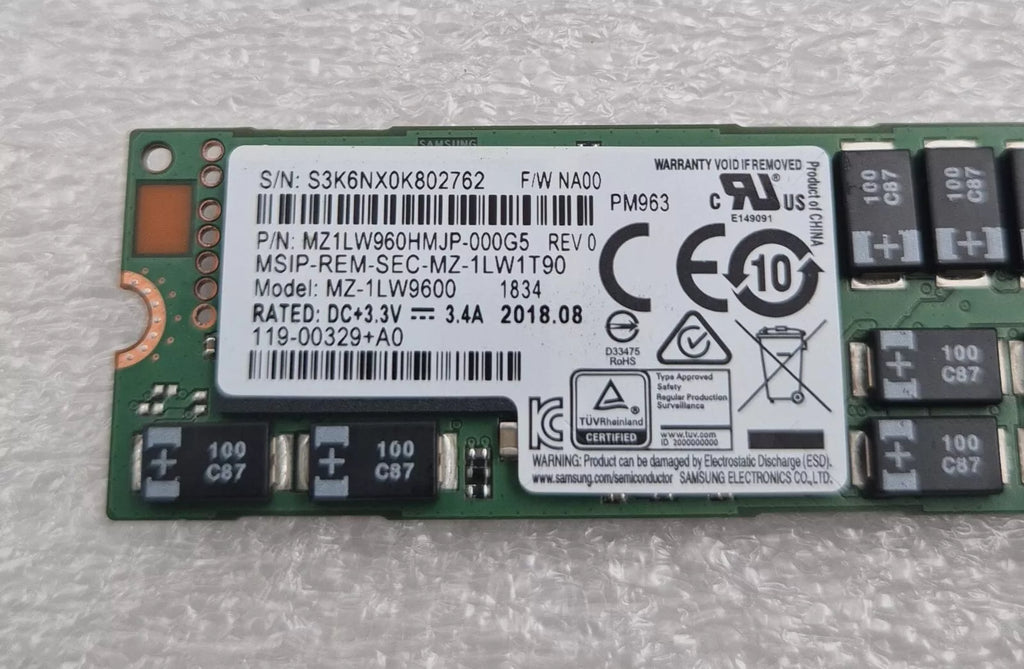 SAMSUNG
S/N: S3K6NX0K802762 F/W NA00
WARRANTY VOID IF REMOVED
PM963
C RU US
E149091
Product of CHINA
P/N: MZ1LW960HMJP-000G5 REV 0
MSIP-REM-SEC-MZ-1LW1T90
Model: MZ-1LW9600 1834
RATED: DC+3.3V 3.4A 2018.08
119-00329+A0
CE
10
D33475
RoHS
TÜVRheinland
CERTIFIED
Type Approved
Safety
Regular Production
Surveillance
www.tuv.com
ID 2000000000
WARNING: Product can be damaged by Electrostatic Discharge (ESD).
www.samsung.com/semiconductor SAMSUNG ELECTRONICS CO., LTD.
100
C87
100
C87
100
C87
100
C87
100
C87
100
C87